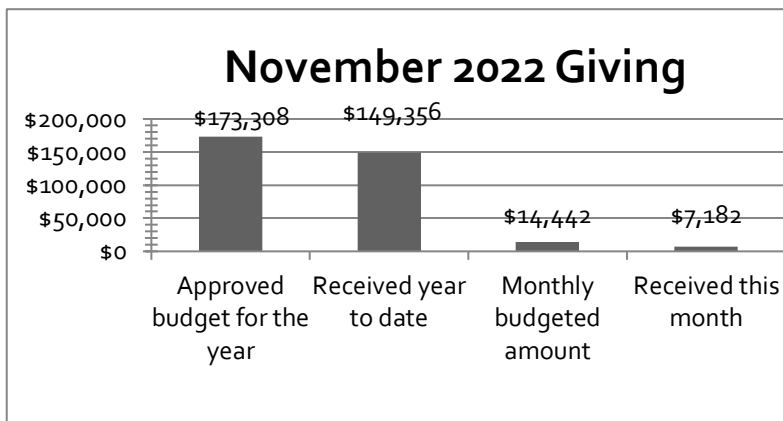 November 2022 Giving
$200,000
$150,000
$100,000
$50,000
$0
$173,308
$149,356
$14,442
$7,182
Approved
budget for the
year
Received year
to date
Monthly
budgeted
amount
Received this
month